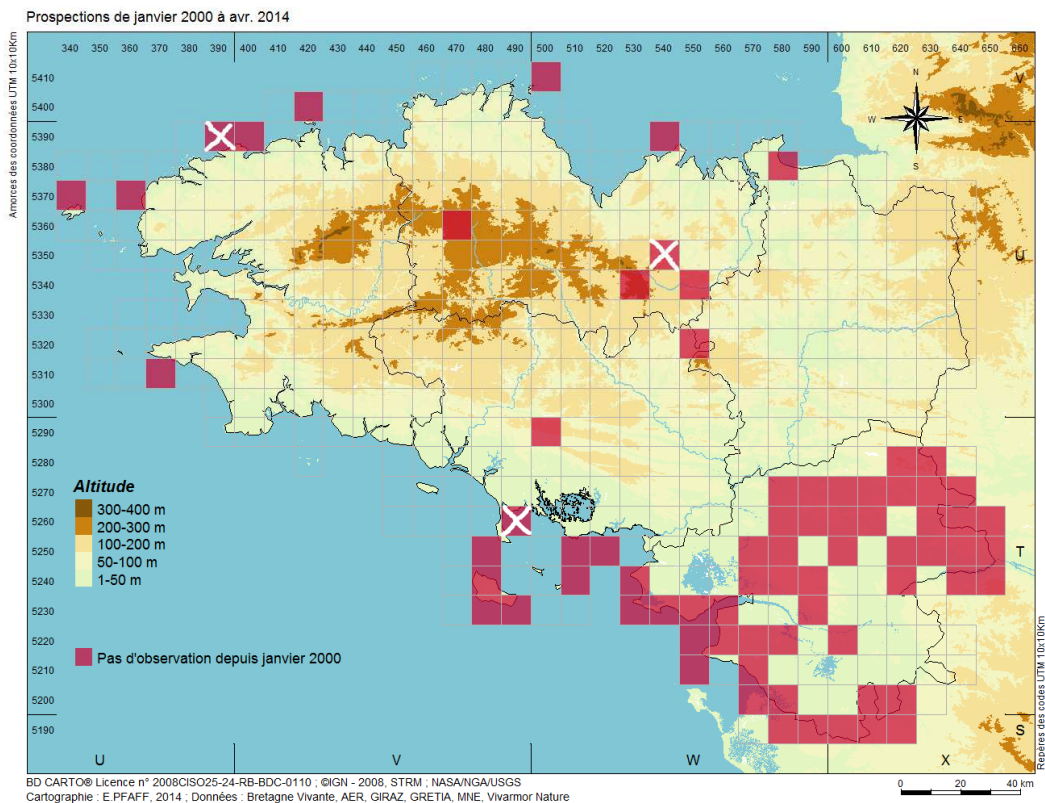 Prospections de janvier 2000 à avr. 2014
Amorces des coordonnées UTM 10x10Km
340 350 360 370 380 390 400 410 420 430 440 450 460 470 480 490 500 510 520 530 540 550 560 570 580 590 600 610 620 630 640 650 660
5410
5400
5390
5380
5370
5360
5350
5340
5330
5320
5310
5300
5290
5280
5270
5260
5250
5240
5230
5220
5210
5200
5190
N
W E
S
V
U
T
S
Altitude
300-400 m
200-300 m
100-200 m
50-100 m
1-50 m
Pas d'observation depuis janvier 2000
U V W X
Repères des codes UTM 10x10Km
BD CARTO® Licence n° 2008CISO25-24-RB-BDC-0110 ; ©IGN - 2008, STRM ; NASA/NGA/USGS
Cartographie : E.PFAFF, 2014 ; Données : Bretagne Vivante, AER, GIRAZ, GRETIA, MNE, Vivarmor Nature
0 20 40 km